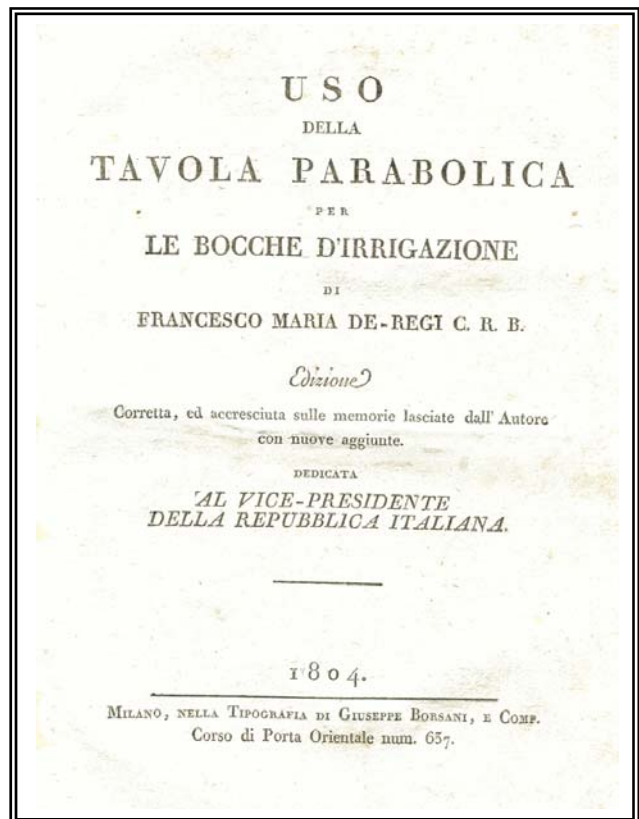 USO
DELLA
TAVOLA PARABOLICA
PER
LE BOCCHE D'IRRIGAZIONE
DI
FRANCESCO MARIA DE-REGI C. R. B.
Edizione
Corretta, ed accresciuta sulle memorie lasciate dall' Autore
con nuove aggiunte.
DEDICATA
AL VICE-PRESIDENTE
DELLA REPUBBLICA ITALIANA.
1804.
MILANO, NELLA TIPOGRAFIA DI GIUSEPPE BORSANI, E COMP.
Corso di Porta Orientale num. 637.